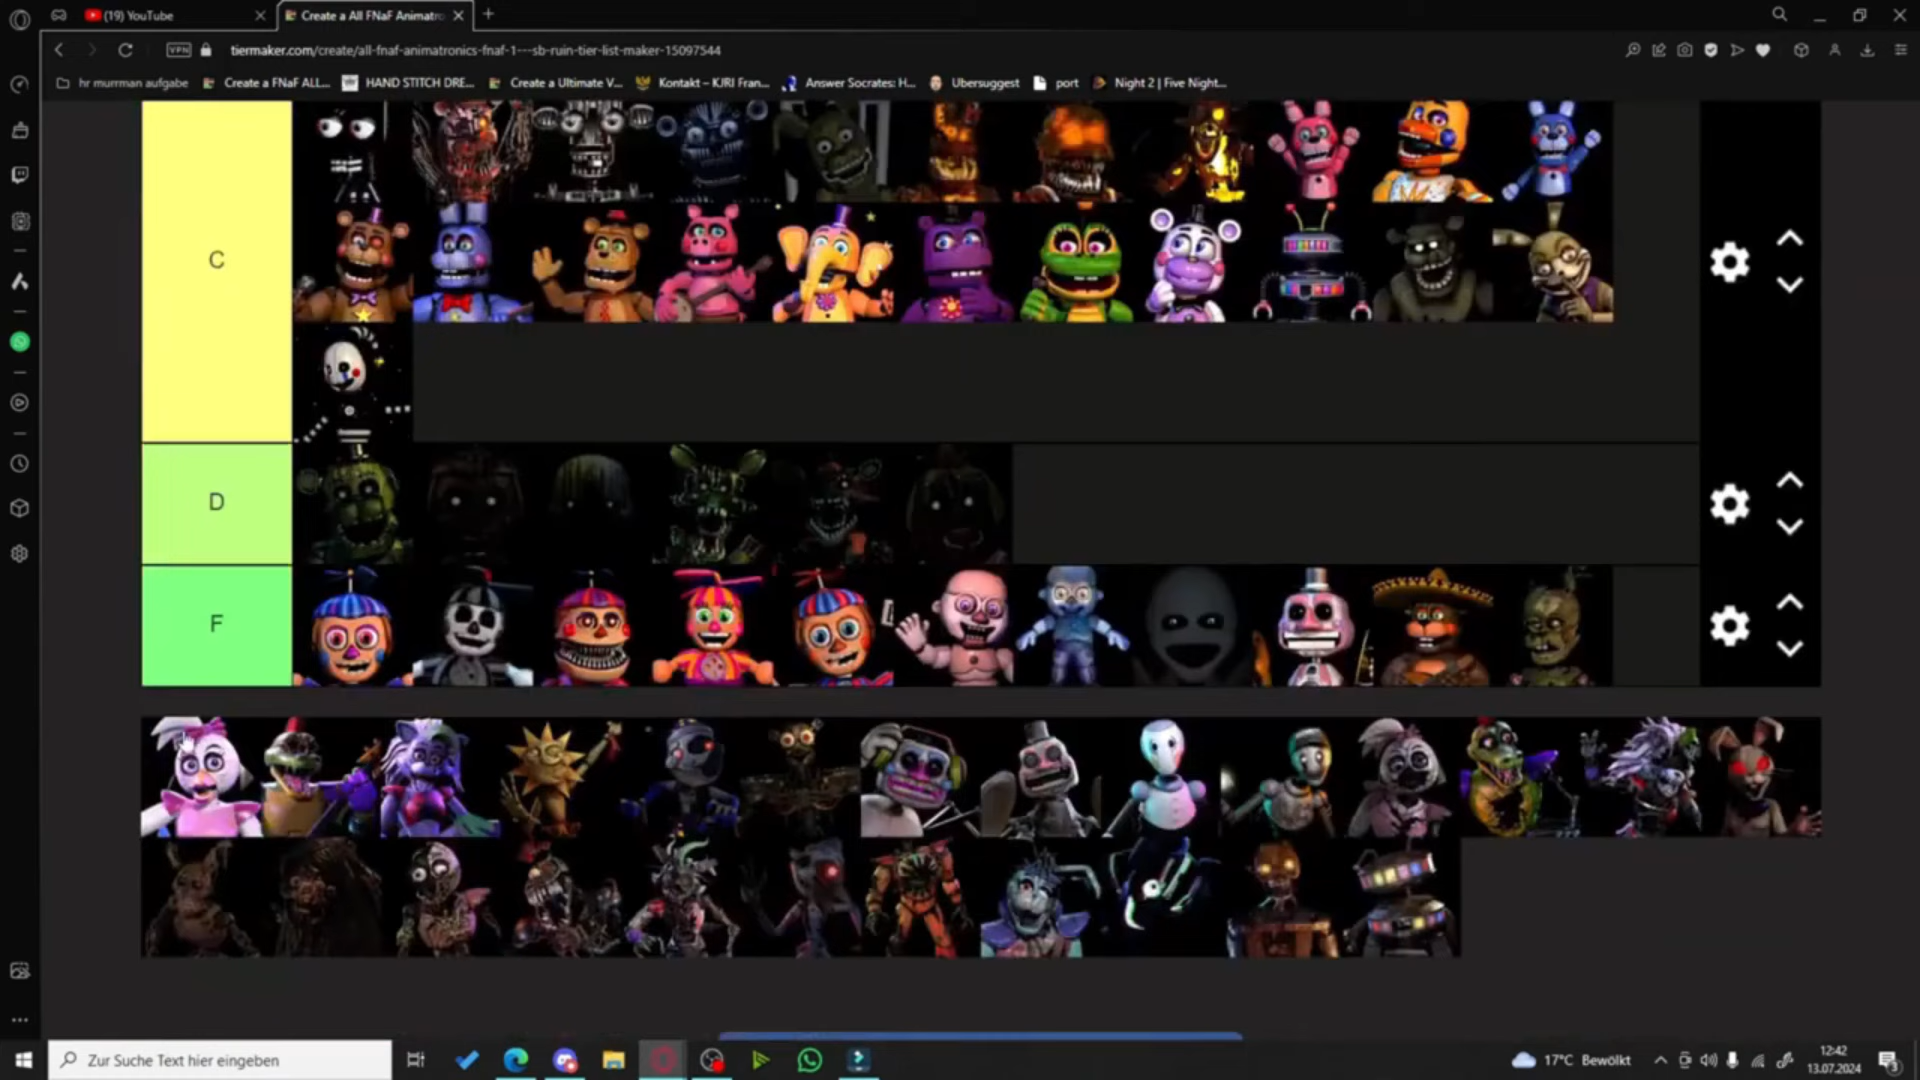 (19) YouTube
Create a All FNaF Animatro
VPN
tiermaker.com/create/all-fnaf-animatronics-fnaf-1---sb-ruin-tier-list-maker-15097544
hr murrman aufgabe
Create a FNaF ALL...
HAND STITCH DRE...
Create a Ultimate V...
Kontakt – KJRI Fran...
Answer Socrates: H...
Ubersuggest
port
Night 2 | Five Night...
C
D
F
Zur Suche Text hier eingeben
17°C Bewölkt
12:42
13.07.2024
3